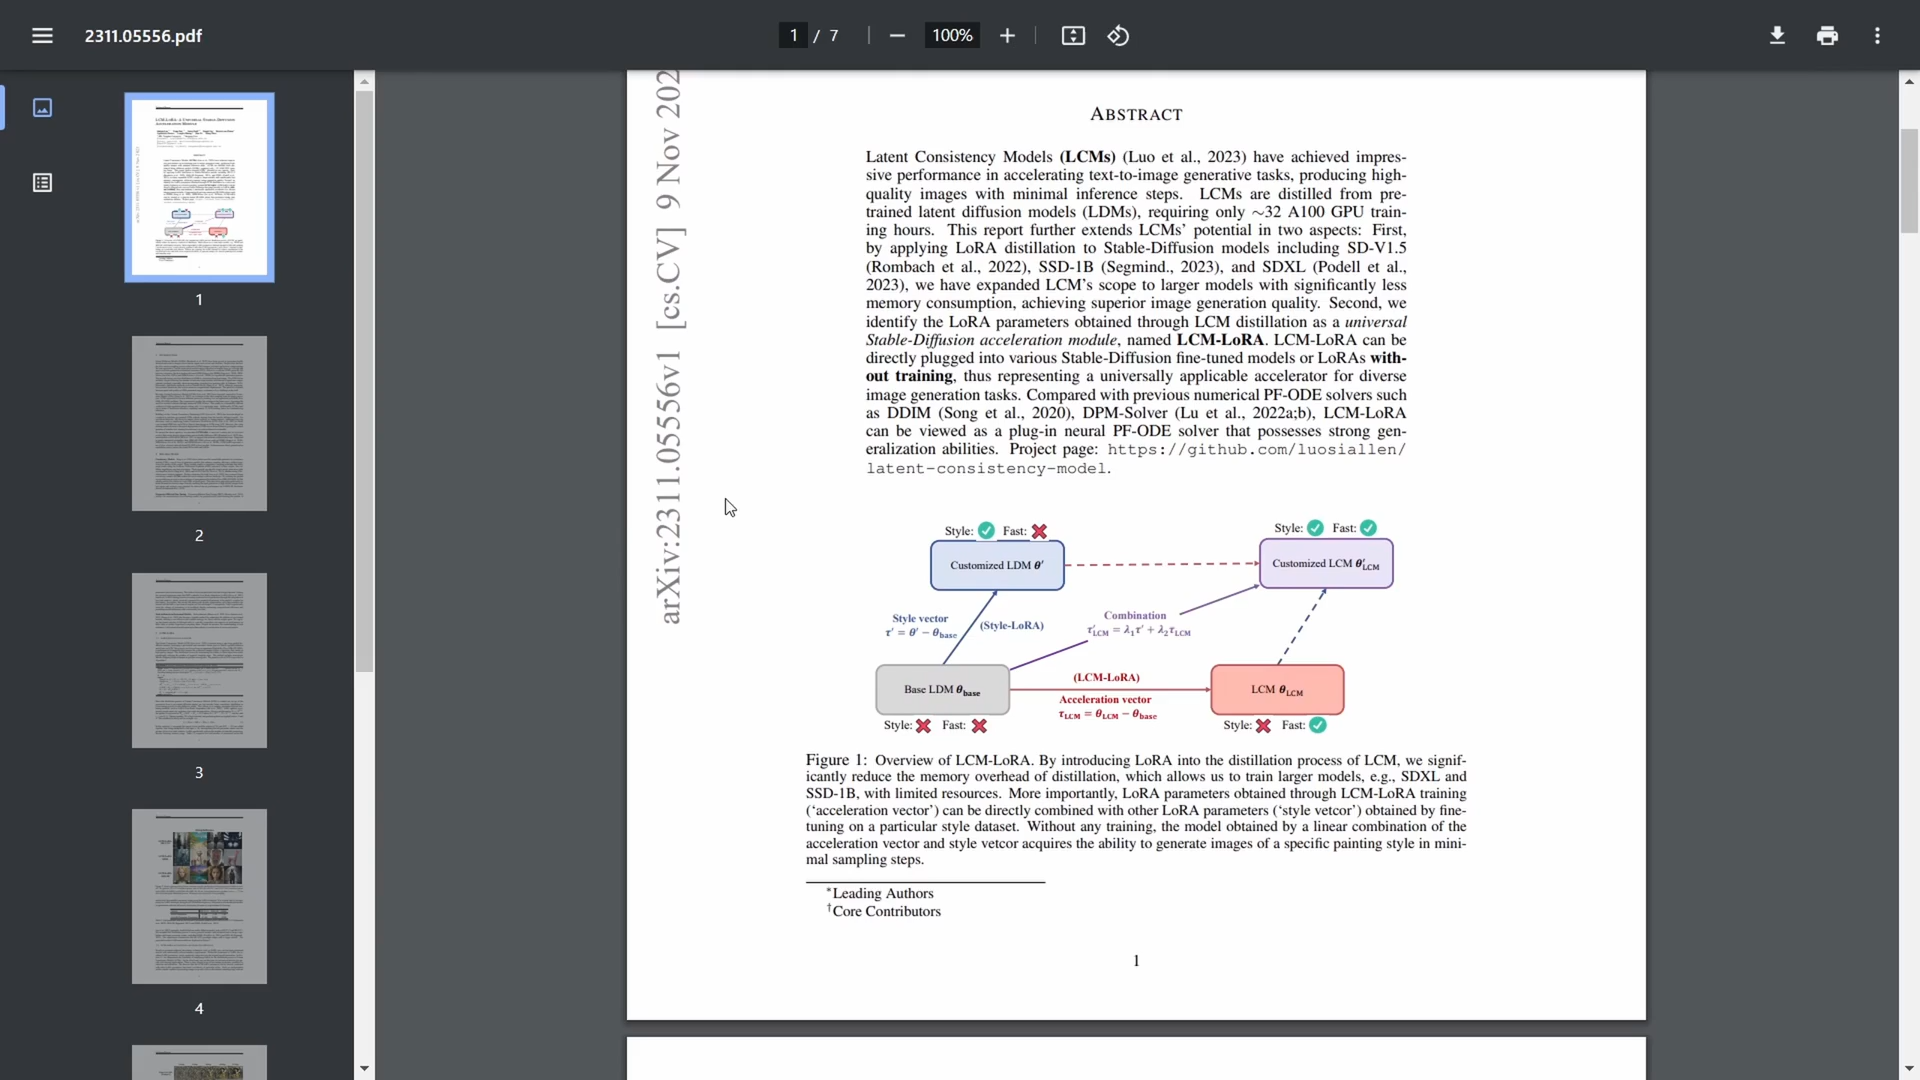 2311.05556.pdf
1 / 7
100%
1
2
3
4
arXiv:2311.05556v1 [cs.CV] 9 Nov 202
ABSTRACT
Latent Consistency Models (LCMs) (Luo et al., 2023) have achieved impres-
sive performance in accelerating text-to-image generative tasks, producing high-
quality images with minimal inference steps. LCMs are distilled from pre-
trained latent diffusion models (LDMs), requiring only ~32 A100 GPU train-
ing hours. This report further extends LCMs' potential in two aspects: First,
by applying LoRA distillation to Stable-Diffusion models including SD-V1.5
(Rombach et al., 2022), SSD-1B (Segmind., 2023), and SDXL (Podell et al.,
2023), we have expanded LCM's scope to larger models with significantly less
memory consumption, achieving superior image generation quality. Second, we
identify the LoRA parameters obtained through LCM distillation as a universal
Stable-Diffusion acceleration module, named LCM-LoRA. LCM-LoRA can be
directly plugged into various Stable-Diffusion fine-tuned models or LoRAs with-
out training, thus representing a universally applicable accelerator for diverse
image generation tasks. Compared with previous numerical PF-ODE solvers such
as DDIM (Song et al., 2020), DPM-Solver (Lu et al., 2022a;b), LCM-LoRA
can be viewed as a plug-in neural PF-ODE solver that possesses strong gen-
eralization abilities. Project page: https://github.com/luosiallen/
latent-consistency-model.
Style: ✓ Fast: ✗
Style: ✓ Fast: ✓
Customized LDM θ′
Customized LCM θ′LCM
Style vector
τ′ = θ′ − θbase
(Style-LoRA)
Combination
τ′LCM = λ1τ′ + λ2τLCM
Base LDM θbase
(LCM-LoRA)
Acceleration vector
τLCM = θLCM − θbase
LCM θLCM
Style: ✗ Fast: ✗
Style: ✗ Fast: ✓
Figure 1: Overview of LCM-LoRA. By introducing LoRA into the distillation process of LCM, we signif-
icantly reduce the memory overhead of distillation, which allows us to train larger models, e.g., SDXL and
SSD-1B, with limited resources. More importantly, LoRA parameters obtained through LCM-LoRA training
('acceleration vector') can be directly combined with other LoRA parameters ('style vetcor') obtained by fine-
tuning on a particular style dataset. Without any training, the model obtained by a linear combination of the
acceleration vector and style vetcor acquires the ability to generate images of a specific painting style in mini-
mal sampling steps.
*Leading Authors
†Core Contributors
1